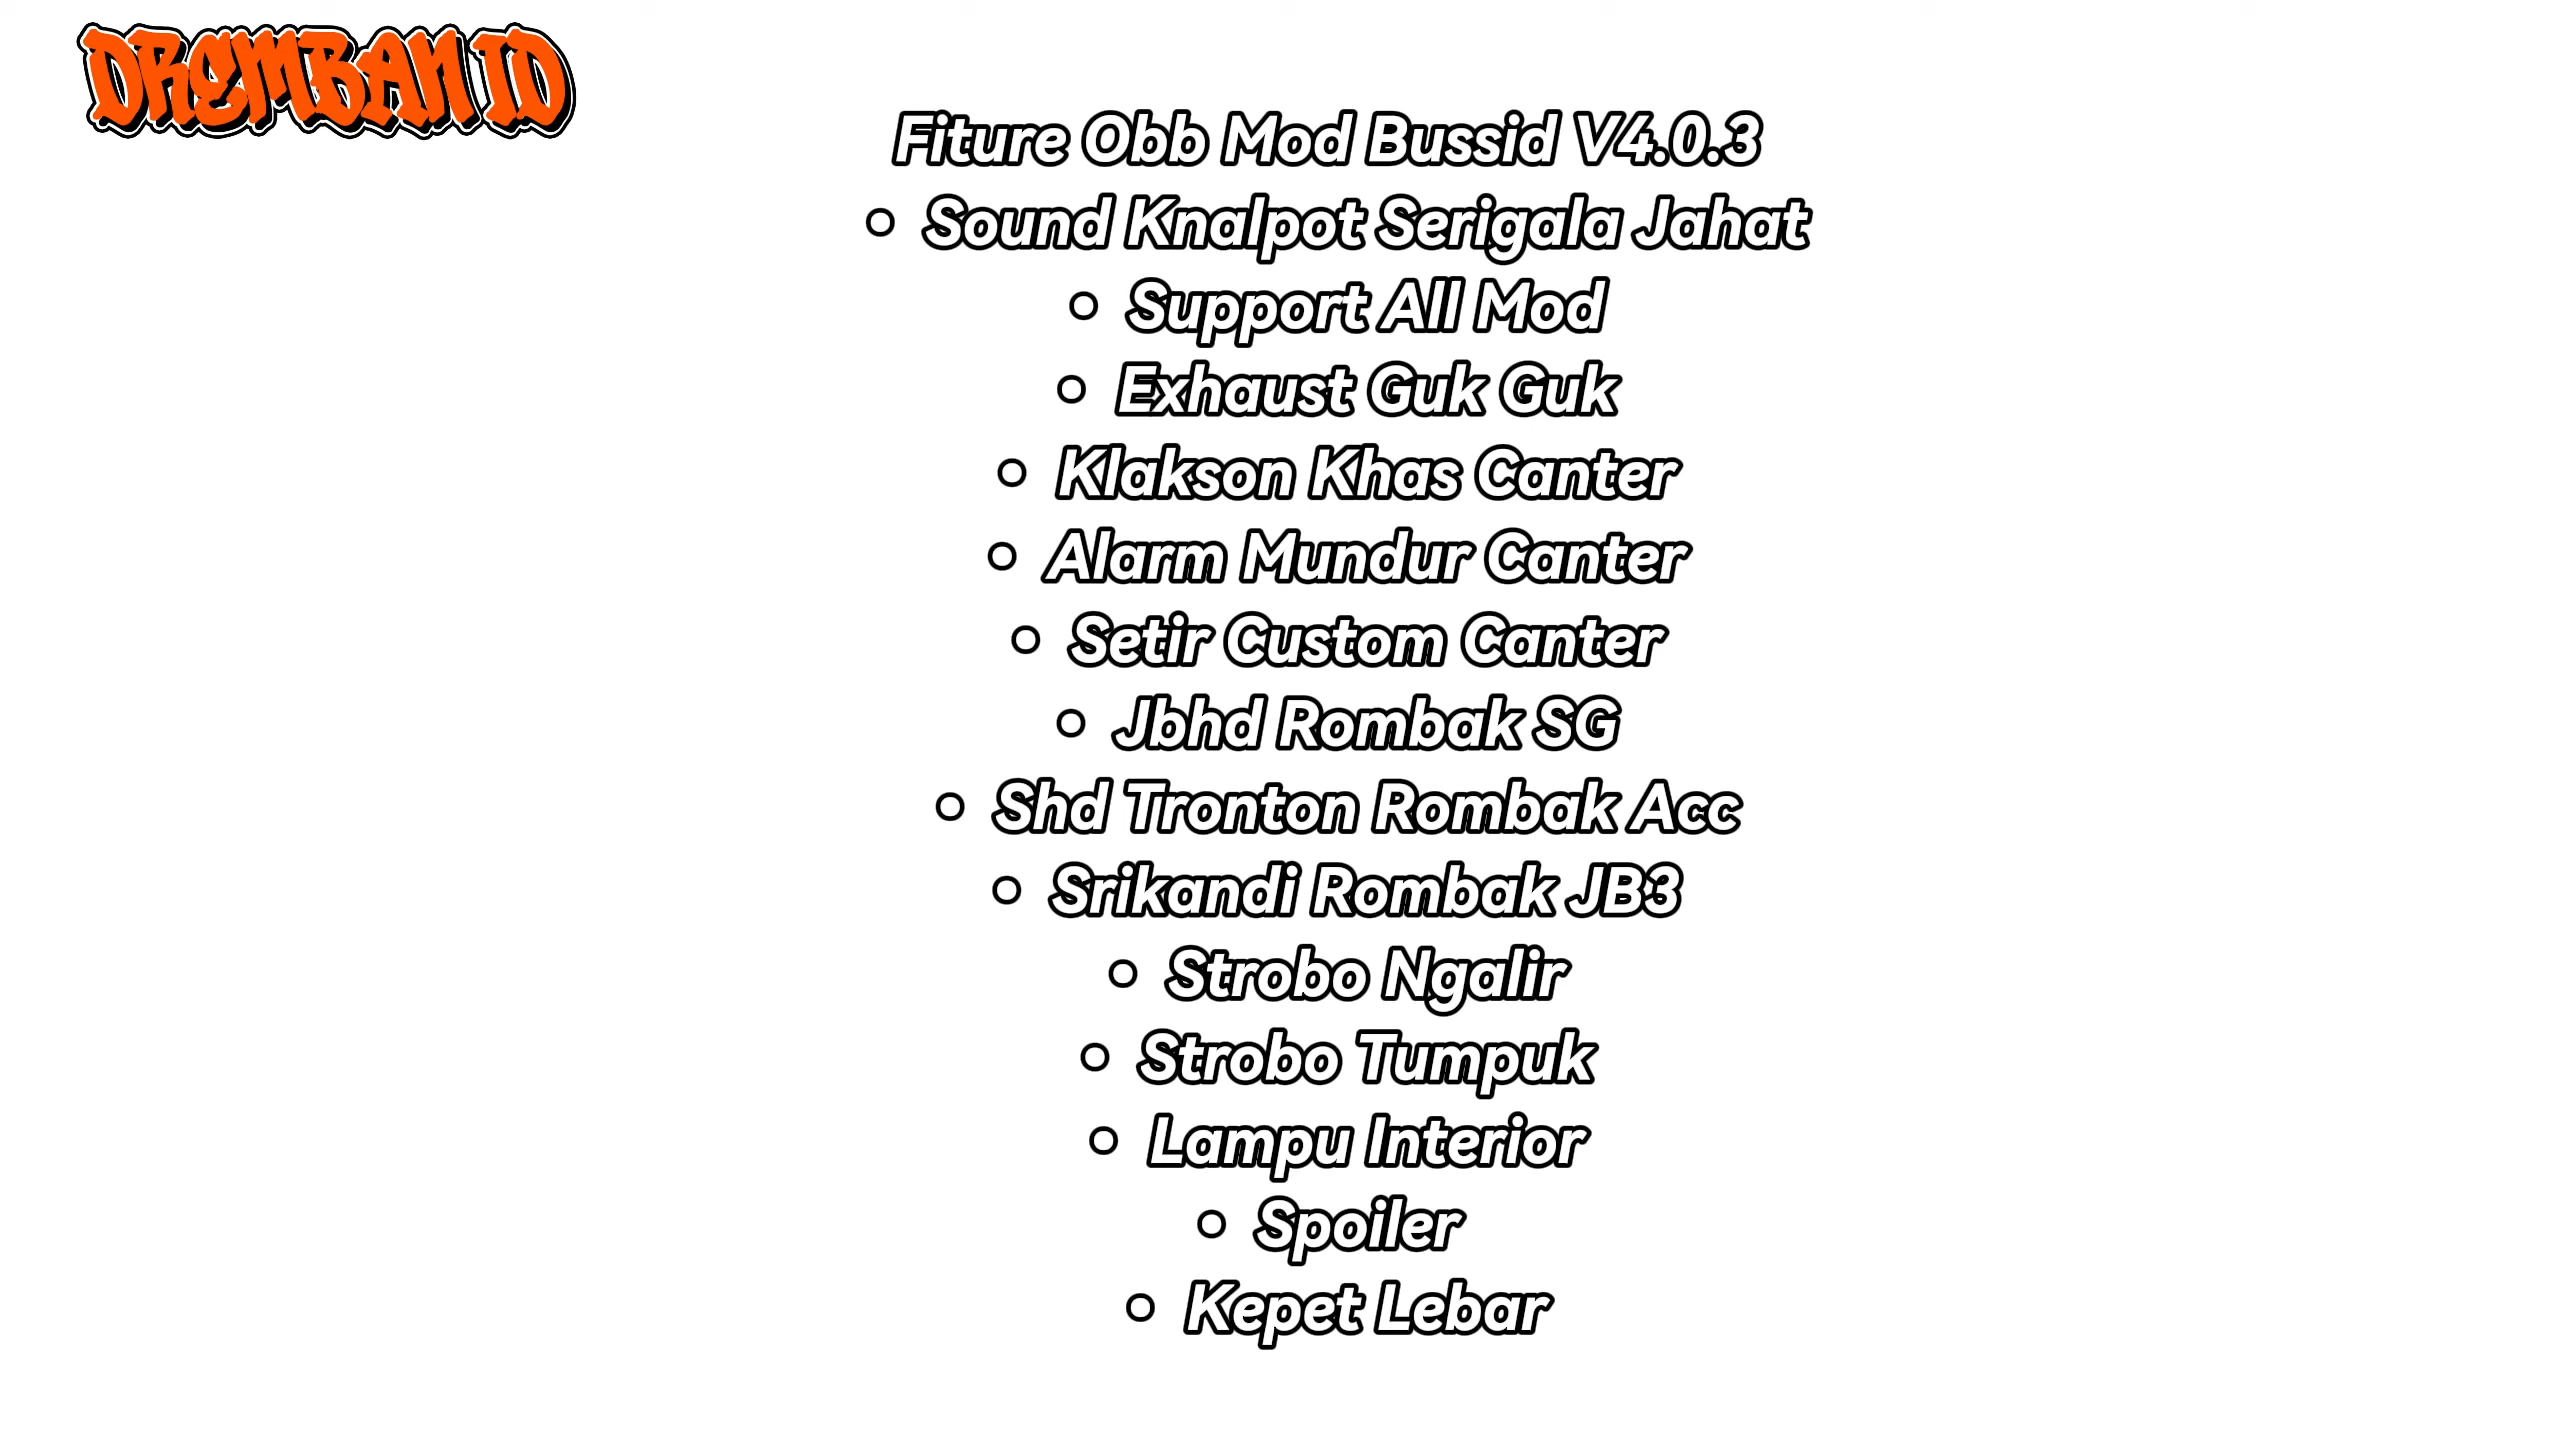 DRGMBAN ID
Fiture Obb Mod Bussid V4.0.3
• Sound Knalpot Serigala Jahat
• Support All Mod
• Exhaust Guk Guk
• Klakson Khas Canter
• Alarm Mundur Canter
• Setir Custom Canter
• Jbhd Rombak SG
• Shd Tronton Rombak Acc
• Srikandi Rombak JB3
• Strobo Ngalir
• Strobo Tumpuk
• Lampu Interior
• Spoiler
• Kepet Lebar